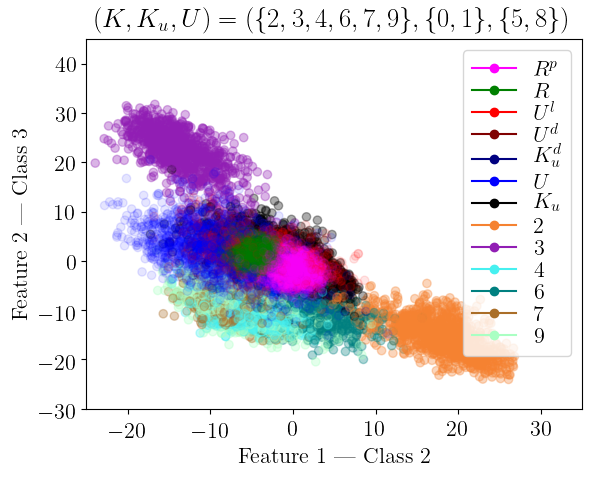 (K, K_u, U) = ({2, 3, 4, 6, 7, 9}, {0, 1}, {5, 8})
40
30
20
10
0
−10
−20
−30
Feature 2 — Class 3
−20 −10 0 10 20 30
Feature 1 — Class 2
R^p
R
U^l
U^d
K_u^d
U
K_u
2
3
4
6
7
9